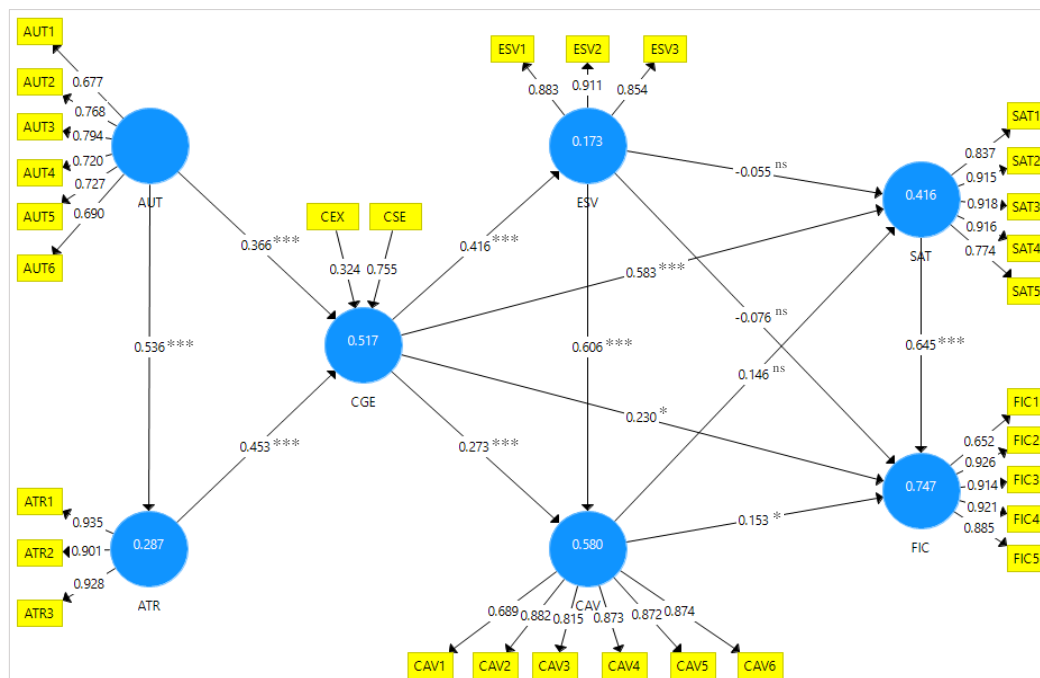 AUT1
AUT2
AUT3
AUT4
AUT5
AUT6
0.677
0.768
0.794
0.720
0.727
0.690
AUT
ESV1
ESV2
ESV3
0.883
0.911
0.854
0.173
ESV
SAT1
SAT2
SAT3
SAT4
SAT5
0.837
0.915
0.918
0.916
0.774
0.416
SAT
-0.055 ns
CEX
CSE
0.324
0.755
0.366***
0.416***
0.583***
0.517
CGE
-0.076 ns
0.536***
0.606***
0.146 ns
0.645***
0.453***
0.273***
0.230*
0.153*
FIC1
FIC2
FIC3
FIC4
FIC5
0.652
0.926
0.914
0.921
0.885
0.747
FIC
ATR1
ATR2
ATR3
0.935
0.901
0.928
0.287
ATR
0.580
CAV
0.689
0.882
0.815
0.873
0.872
0.874
CAV1
CAV2
CAV3
CAV4
CAV5
CAV6